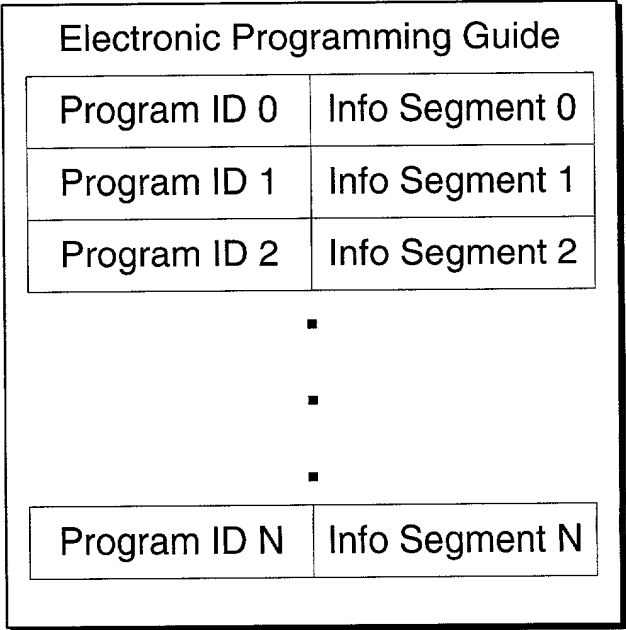 Electronic Programming Guide
Program ID 0 Info Segment 0
Program ID 1 Info Segment 1
Program ID 2 Info Segment 2
Program ID N Info Segment N